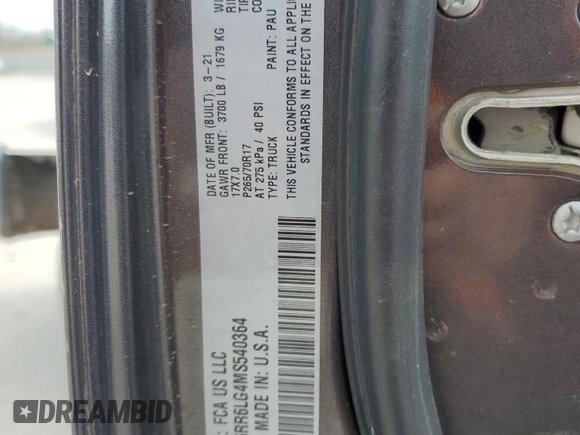 DATE OF MFR (BUILT): 3-21
GAWR FRONT: 3700 LB / 1679 KG
17X7.0
P265/70R17
AT 275 kPa / 40 PSI
TYPE: TRUCK
PAINT: PAU
THIS VEHICLE CONFORMS TO ALL
STANDARDS IN EFFECT ON THE
: FCA US LLC
RR6LG4MS540364
MADE IN: U.S.A.
DIMEBIDS.COM